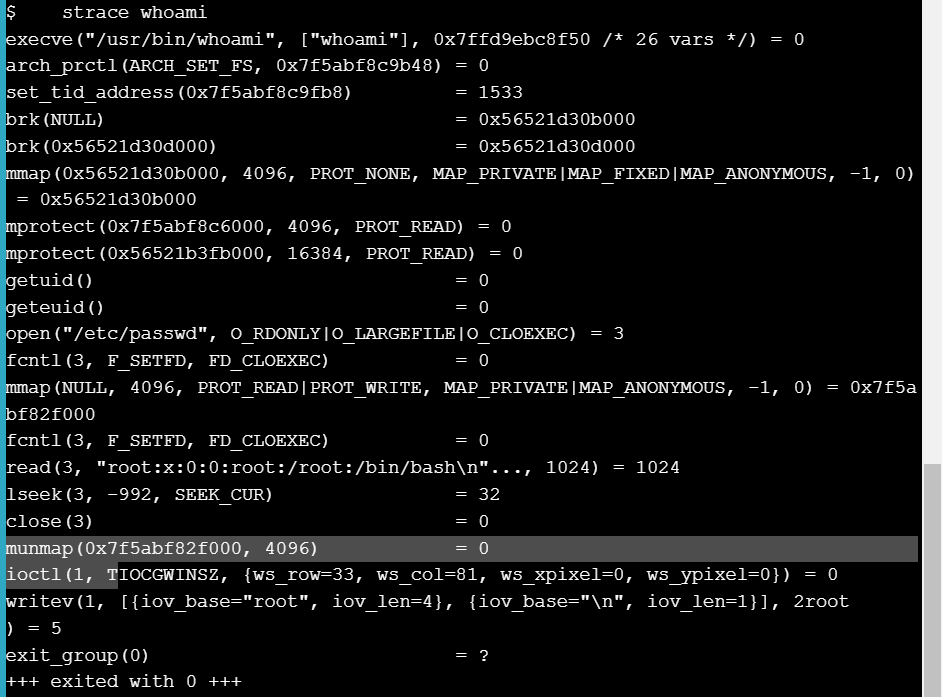 $    strace whoami
execve("/usr/bin/whoami", ["whoami"], 0x7ffd9ebc8f50 /* 26 vars */) = 0
arch_prctl(ARCH_SET_FS, 0x7f5abf8c9b48) = 0
set_tid_address(0x7f5abf8c9fb8)         = 1533
brk(NULL)                               = 0x56521d30b000
brk(0x56521d30d000)                     = 0x56521d30d000
mmap(0x56521d30b000, 4096, PROT_NONE, MAP_PRIVATE|MAP_FIXED|MAP_ANONYMOUS, -1, 0)
 = 0x56521d30b000
mprotect(0x7f5abf8c6000, 4096, PROT_READ) = 0
mprotect(0x56521b3fb000, 16384, PROT_READ) = 0
getuid()                                = 0
geteuid()                               = 0
open("/etc/passwd", O_RDONLY|O_LARGEFILE|O_CLOEXEC) = 3
fcntl(3, F_SETFD, FD_CLOEXEC)           = 0
mmap(NULL, 4096, PROT_READ|PROT_WRITE, MAP_PRIVATE|MAP_ANONYMOUS, -1, 0) = 0x7f5a
bf82f000
fcntl(3, F_SETFD, FD_CLOEXEC)           = 0
read(3, "root:x:0:0:root:/root:/bin/bash\n"..., 1024) = 1024
lseek(3, -992, SEEK_CUR)                = 32
close(3)                                = 0
munmap(0x7f5abf82f000, 4096)            = 0
ioctl(1, TIOCGWINSZ, {ws_row=33, ws_col=81, ws_xpixel=0, ws_ypixel=0}) = 0
writev(1, [{iov_base="root", iov_len=4}, {iov_base="\n", iov_len=1}], 2root
) = 5
exit_group(0)                           = ?
+++ exited with 0 +++